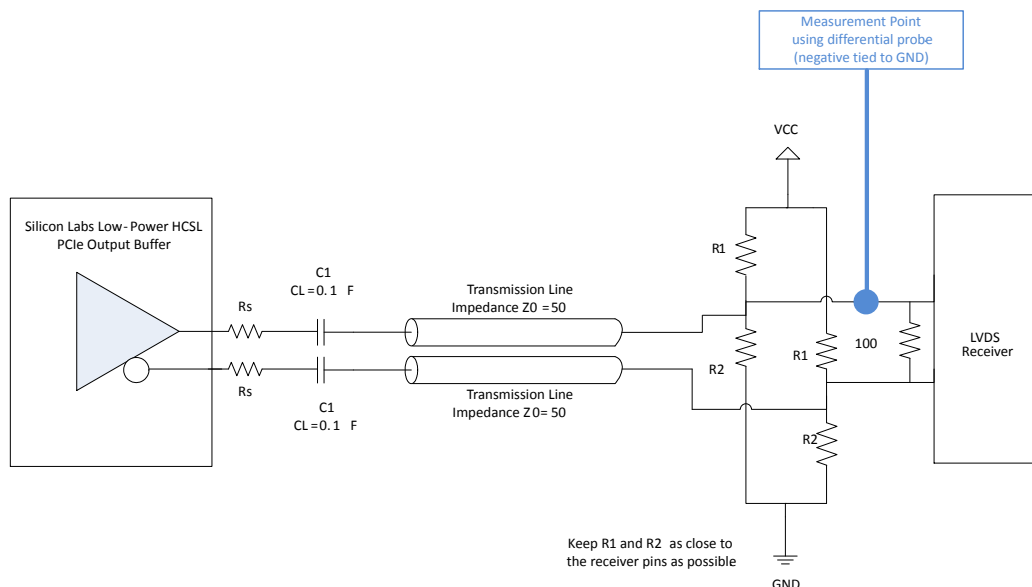 Measurement Point
using differential probe
(negative tied to GND)
VCC
Silicon Labs Low-Power HCSL
PCIe Output Buffer
R1
C1
CL=0.1 F
Transmission Line
Impedance Z0=50
Rs
100
LVDS
Receiver
R2
R1
Rs
C1
CL=0.1 F
Transmission Line
Impedance Z0=50
R2
Keep R1 and R2 as close to
the receiver pins as possible
GND